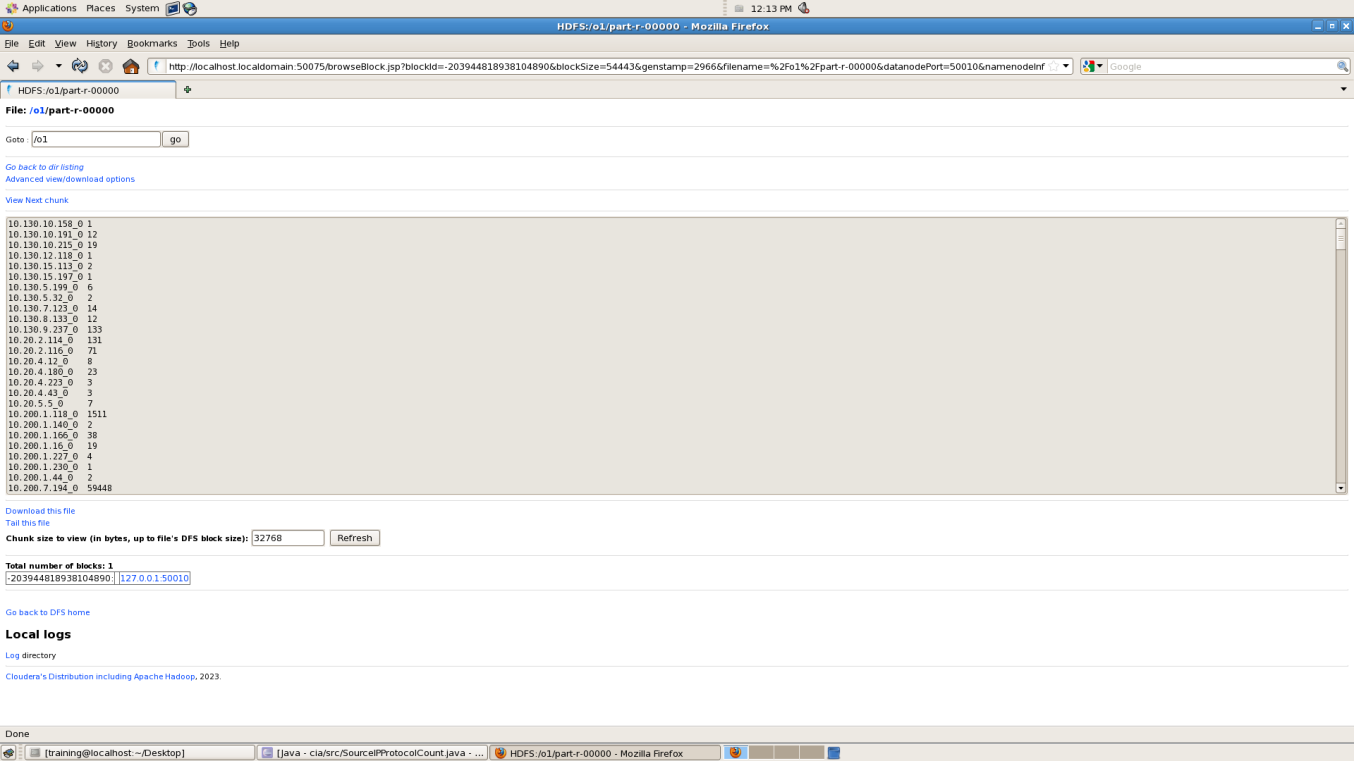 Applications Places System 12:13 PM
HDFS:/o1/part-r-00000 - Mozilla Firefox
File Edit View History Bookmarks Tools Help
http://localhost.localdomain:50075/browseBlock.jsp?blockId=-203944818938104890&blockSize=54443&genstamp=2966&filename=%2Fo1%2Fpart-r-00000&datanodePort=50010&namenodeInf Google
HDFS:/o1/part-r-00000
File: /o1/part-r-00000
Goto : /o1 go
Go back to dir listing
Advanced view/download options
View Next chunk
10.130.10.158_0 1
10.130.10.191_0 12
10.130.10.215_0 19
10.130.12.118_0 1
10.130.15.113_0 2
10.130.15.197_0 1
10.130.5.199_0 6
10.130.5.32_0 2
10.130.7.123_0 14
10.130.8.133_0 12
10.130.9.237_0 133
10.20.2.114_0 131
10.20.2.116_0 71
10.20.4.12_0 8
10.20.4.180_0 23
10.20.4.223_0 3
10.20.4.43_0 3
10.20.5.5_0 7
10.200.1.118_0 1511
10.200.1.140_0 2
10.200.1.166_0 38
10.200.1.16_0 19
10.200.1.227_0 4
10.200.1.230_0 1
10.200.1.44_0 2
10.200.7.194_0 59448
Download this file
Tail this file
Chunk size to view (in bytes, up to file's DFS block size): 32768 Refresh
Total number of blocks: 1
-203944818938104890: 127.0.0.1:50010
Go back to DFS home
Local logs
Log directory
Cloudera's Distribution including Apache Hadoop, 2023.
Done
[training@localhost:~/Desktop] [Java - cia/src/SourceIPProtocolCount.java - ... HDFS:/o1/part-r-00000 - Mozilla Firefox